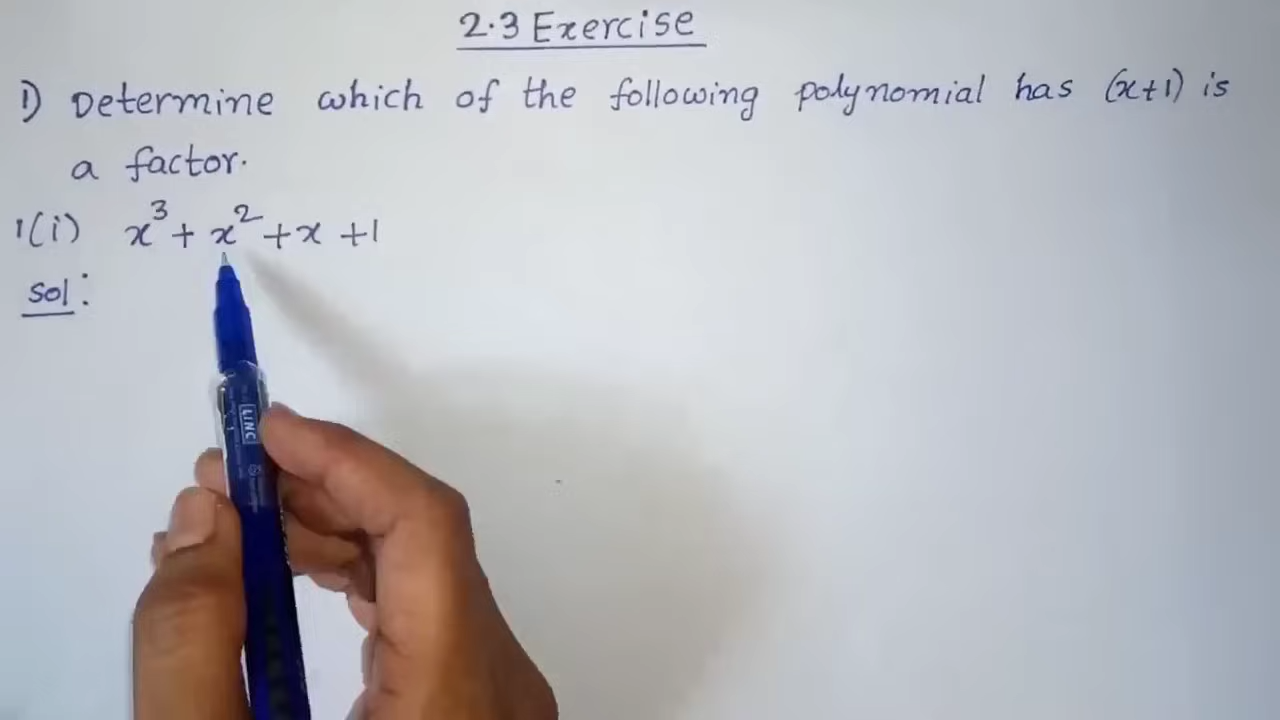 2.3 Exercise
1) Determine which of the following polynomial has (x+1) is
a factor.
1(i) x³ + x² + x + 1
Sol:
LINC